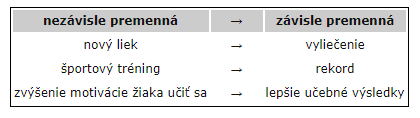 nezávisle premenná → závisle premenná
nový liek → vyliečenie
športový tréning → rekord
zvýšenie motivácie žiaka učiť sa → lepšie učebné výsledky